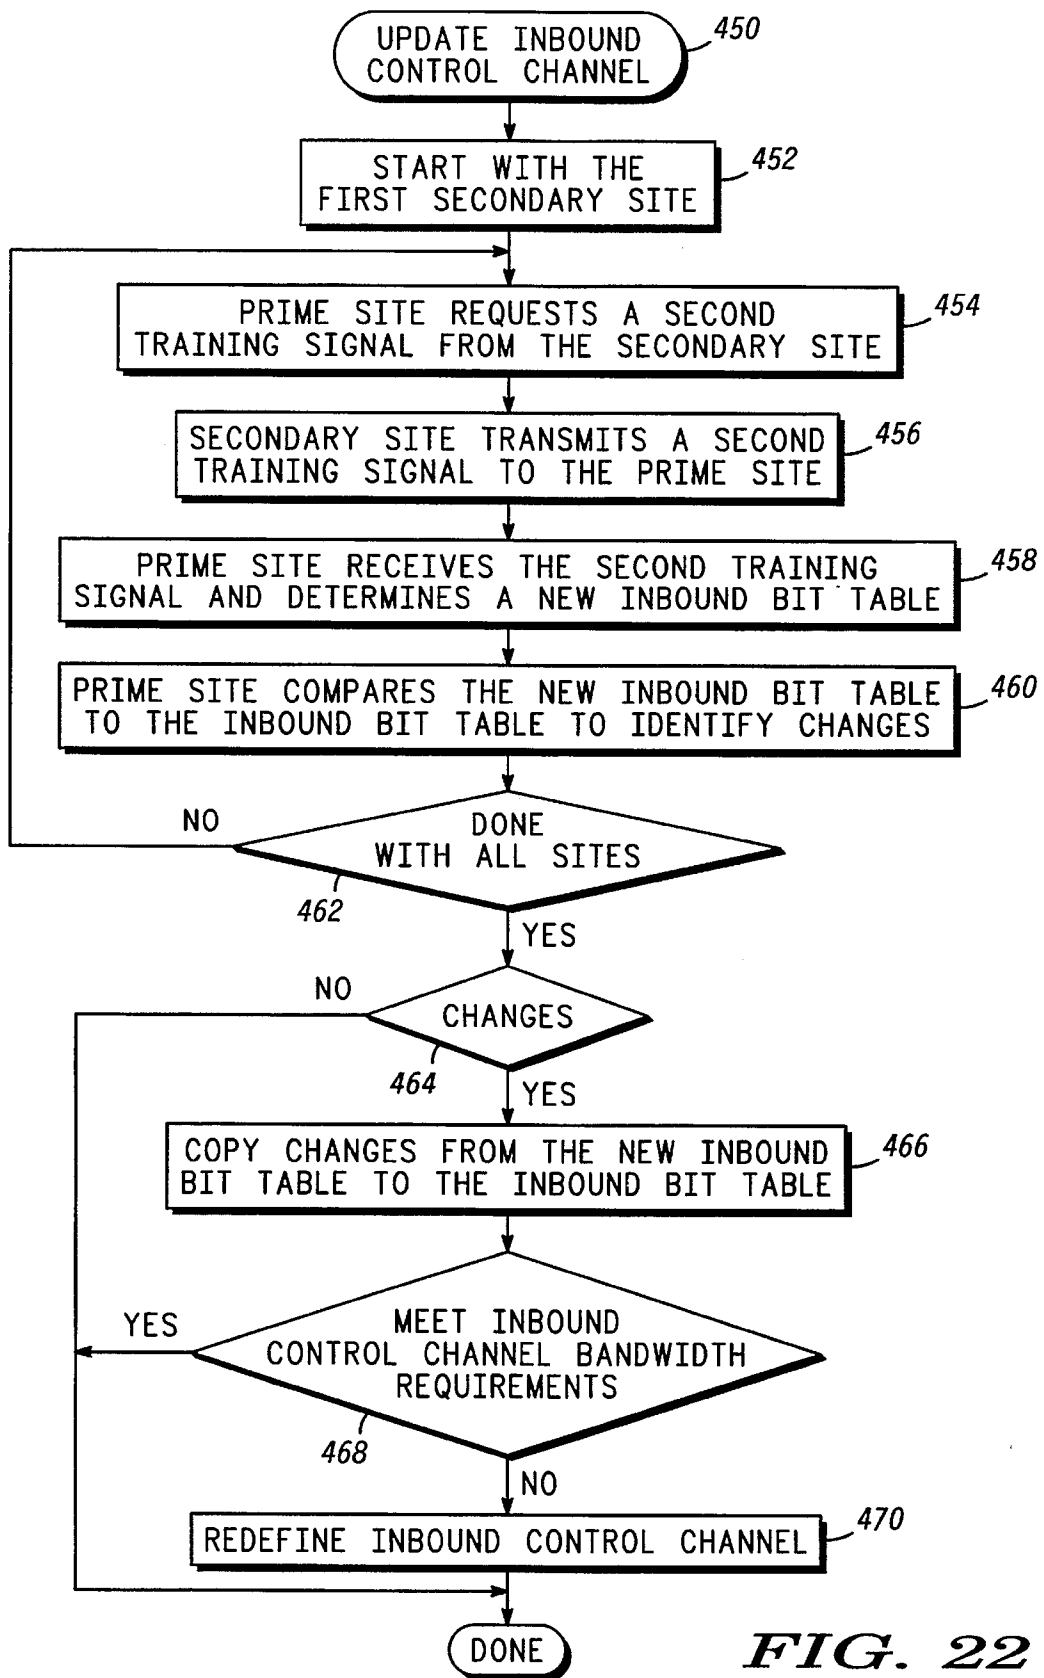 UPDATE INBOUND
CONTROL CHANNEL
450
START WITH THE
FIRST SECONDARY SITE
452
PRIME SITE REQUESTS A SECOND
TRAINING SIGNAL FROM THE SECONDARY SITE
454
SECONDARY SITE TRANSMITS A SECOND
TRAINING SIGNAL TO THE PRIME SITE
456
PRIME SITE RECEIVES THE SECOND TRAINING
SIGNAL AND DETERMINES A NEW INBOUND BIT TABLE
458
PRIME SITE COMPARES THE NEW INBOUND BIT TABLE
TO THE INBOUND BIT TABLE TO IDENTIFY CHANGES
460
NO
DONE
WITH ALL SITES
462
YES
NO
CHANGES
464
YES
COPY CHANGES FROM THE NEW INBOUND
BIT TABLE TO THE INBOUND BIT TABLE
466
YES
MEET INBOUND
CONTROL CHANNEL BANDWIDTH
REQUIREMENTS
468
NO
REDEFINE INBOUND CONTROL CHANNEL
470
DONE
FIG. 22